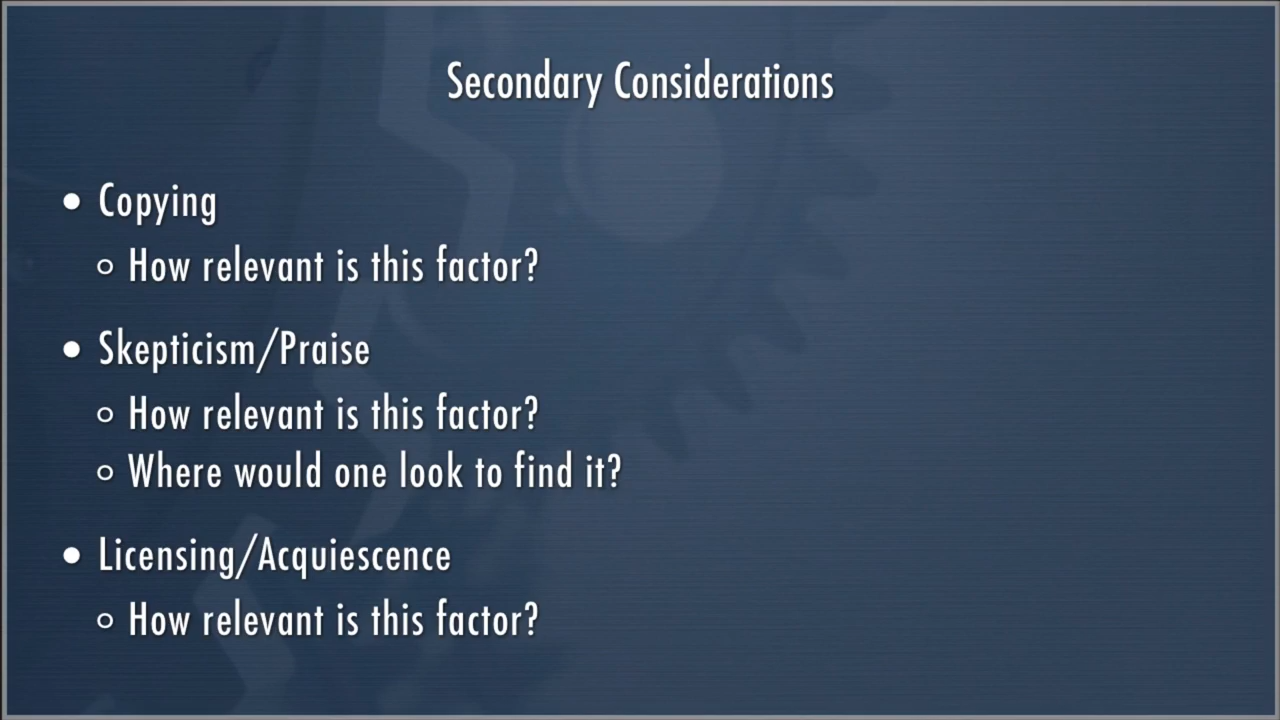 Secondary Considerations
• Copying
○ How relevant is this factor?
• Skepticism/Praise
○ How relevant is this factor?
○ Where would one look to find it?
• Licensing/Acquiescence
○ How relevant is this factor?